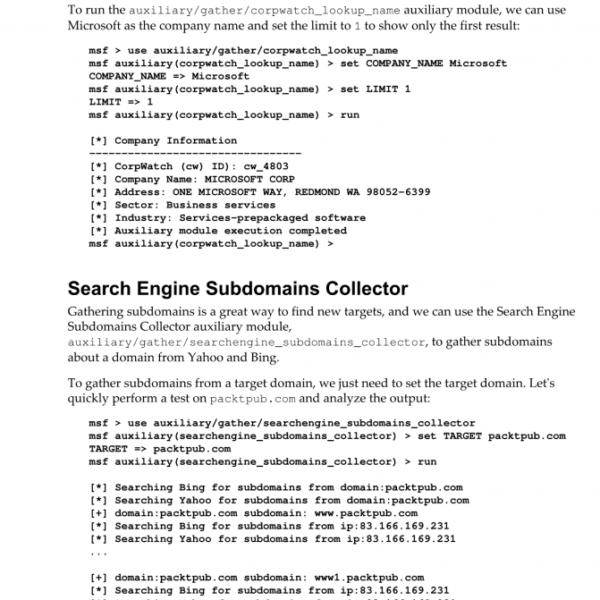 To run the auxiliary/gather/corpwatch_lookup_name auxiliary module, we can use
Microsoft as the company name and set the limit to 1 to show only the first result:
msf > use auxiliary/gather/corpwatch_lookup_name
msf auxiliary(corpwatch_lookup_name) > set COMPANY_NAME Microsoft
COMPANY_NAME => Microsoft
msf auxiliary(corpwatch_lookup_name) > set LIMIT 1
LIMIT => 1
msf auxiliary(corpwatch_lookup_name) > run
[*] Company Information
---------------------------------
[*] CorpWatch (cw) ID): cw_4803
[*] Company Name: MICROSOFT CORP
[*] Address: ONE MICROSOFT WAY, REDMOND WA 98052-6399
[*] Sector: Business services
[*] Industry: Services-prepackaged software
[*] Auxiliary module execution completed
msf auxiliary(corpwatch_lookup_name) >
Search Engine Subdomains Collector
Gathering subdomains is a great way to find new targets, and we can use the Search Engine
Subdomains Collector auxiliary module,
auxiliary/gather/searchengine_subdomains_collector, to gather subdomains
about a domain from Yahoo and Bing.
To gather subdomains from a target domain, we just need to set the target domain. Let's
quickly perform a test on packtpub.com and analyze the output:
msf > use auxiliary/gather/searchengine_subdomains_collector
msf auxiliary(searchengine_subdomains_collector) > set TARGET packtpub.com
TARGET => packtpub.com
msf auxiliary(searchengine_subdomains_collector) > run
[*] Searching Bing for subdomains from domain:packtpub.com
[*] Searching Yahoo for subdomains from domain:packtpub.com
[+] domain:packtpub.com subdomain: www.packtpub.com
[*] Searching Bing for subdomains from ip:83.166.169.231
[*] Searching Yahoo for subdomains from ip:83.166.169.231
...
[+] domain:packtpub.com subdomain: www1.packtpub.com
[*] Searching Bing for subdomains from ip:83.166.169.231